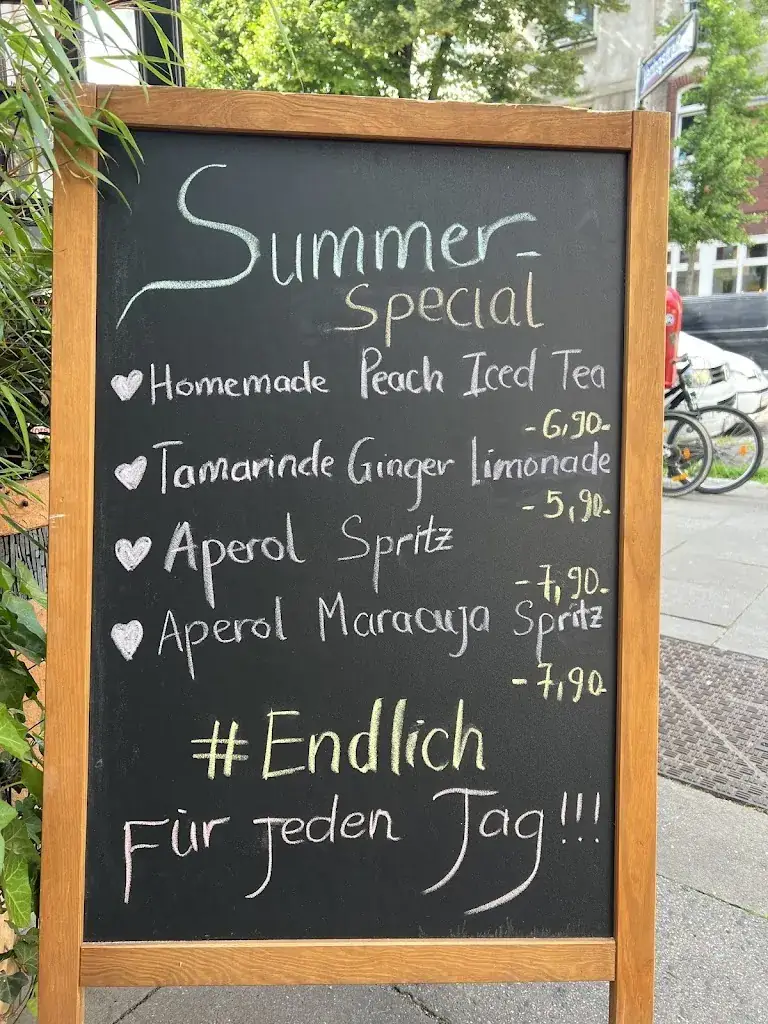 Summer-
special
Homemade Peach Iced Tea
-6,90-
Tamarinde Ginger Limonade
-5,90-
Aperol Spritz
-7,90-
Aperol Maracuja Spritz
-7,90
#Endlich
Für jeden Tag!!!